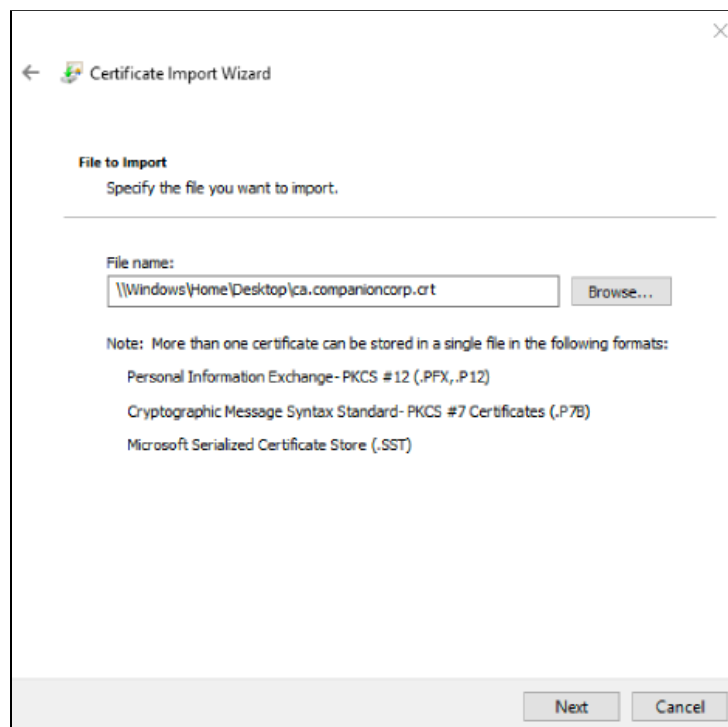 Certificate Import Wizard
File to Import
Specify the file you want to import.
File name:
\\Windows\Home\Desktop\ca.companioncorp.crt
Browse...
Note: More than one certificate can be stored in a single file in the following formats:
Personal Information Exchange- PKCS #12 (.PFX,.P12)
Cryptographic Message Syntax Standard- PKCS #7 Certificates (.P7B)
Microsoft Serialized Certificate Store (.SST)
Next
Cancel